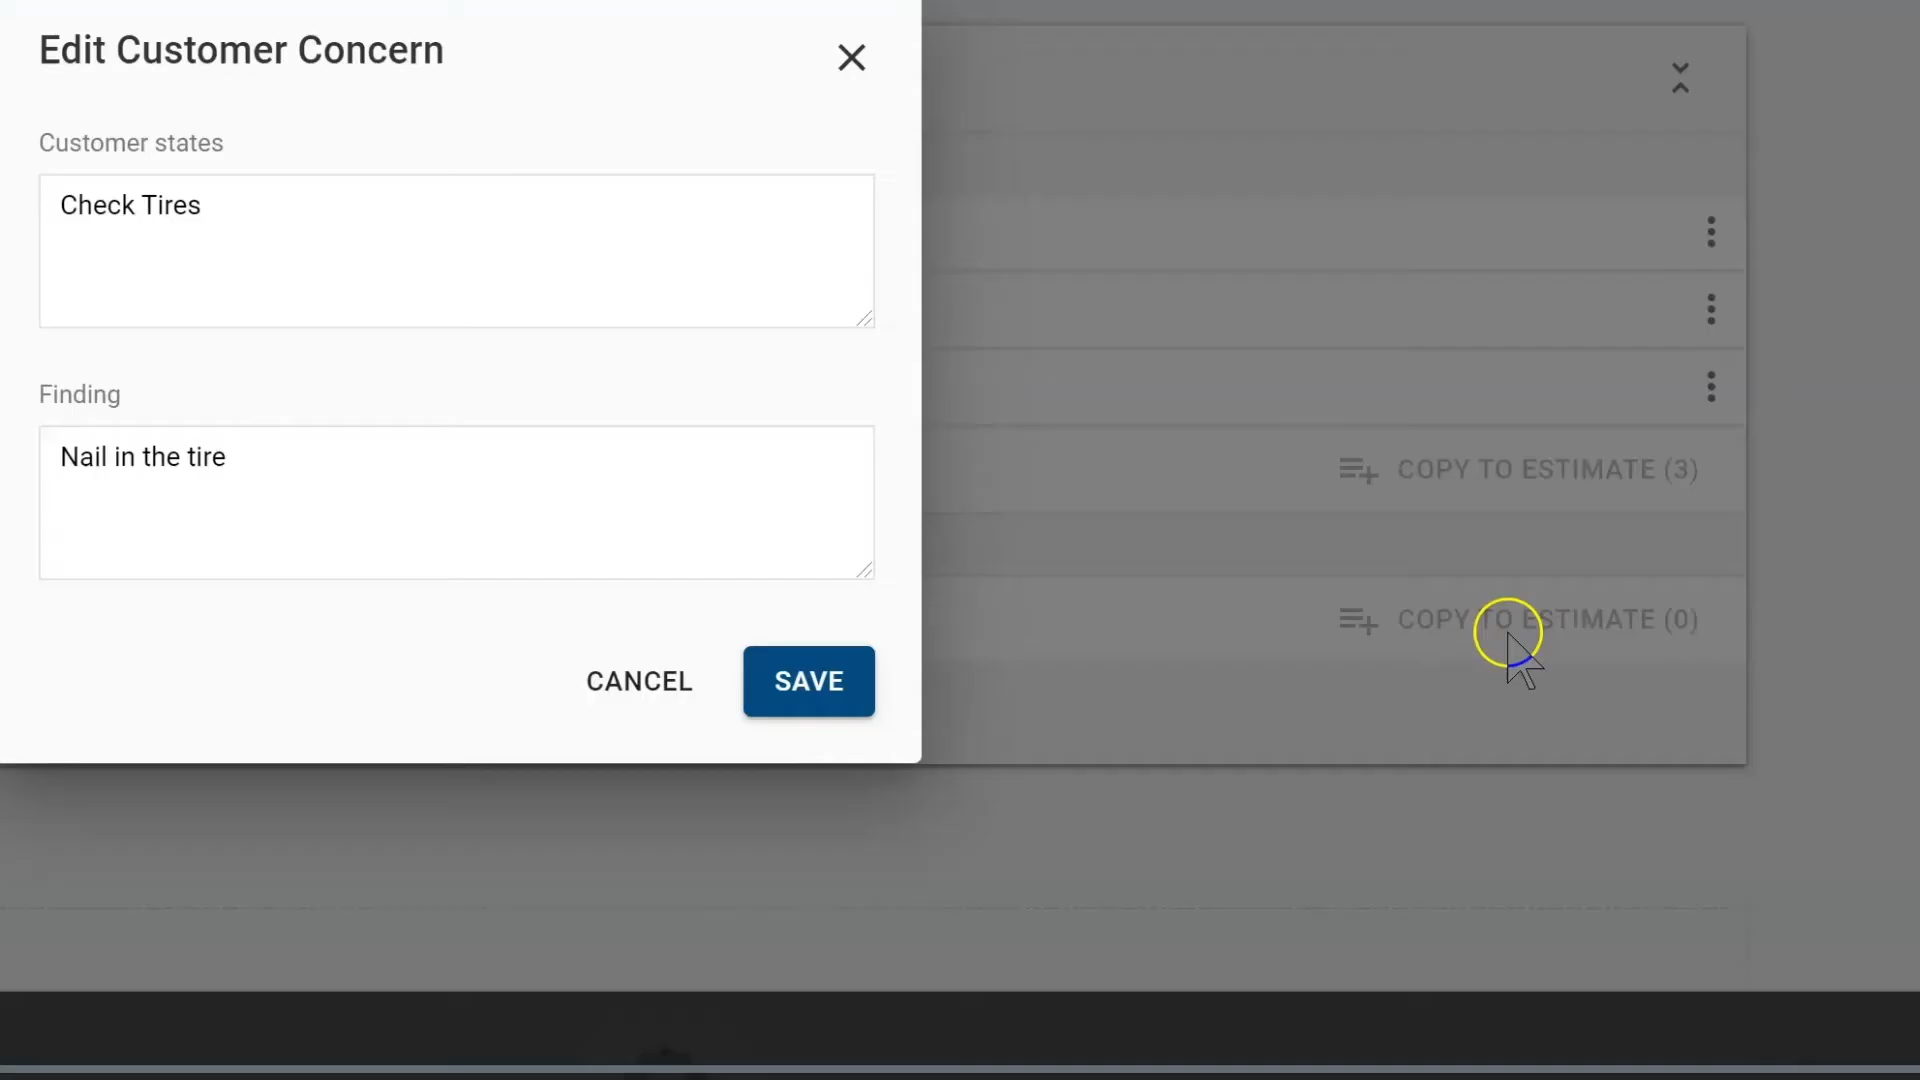 Edit Customer Concern
Customer states
Check Tires
Finding
Nail in the tire
CANCEL
SAVE
COPY TO ESTIMATE (3)
COPY TO ESTIMATE (0)